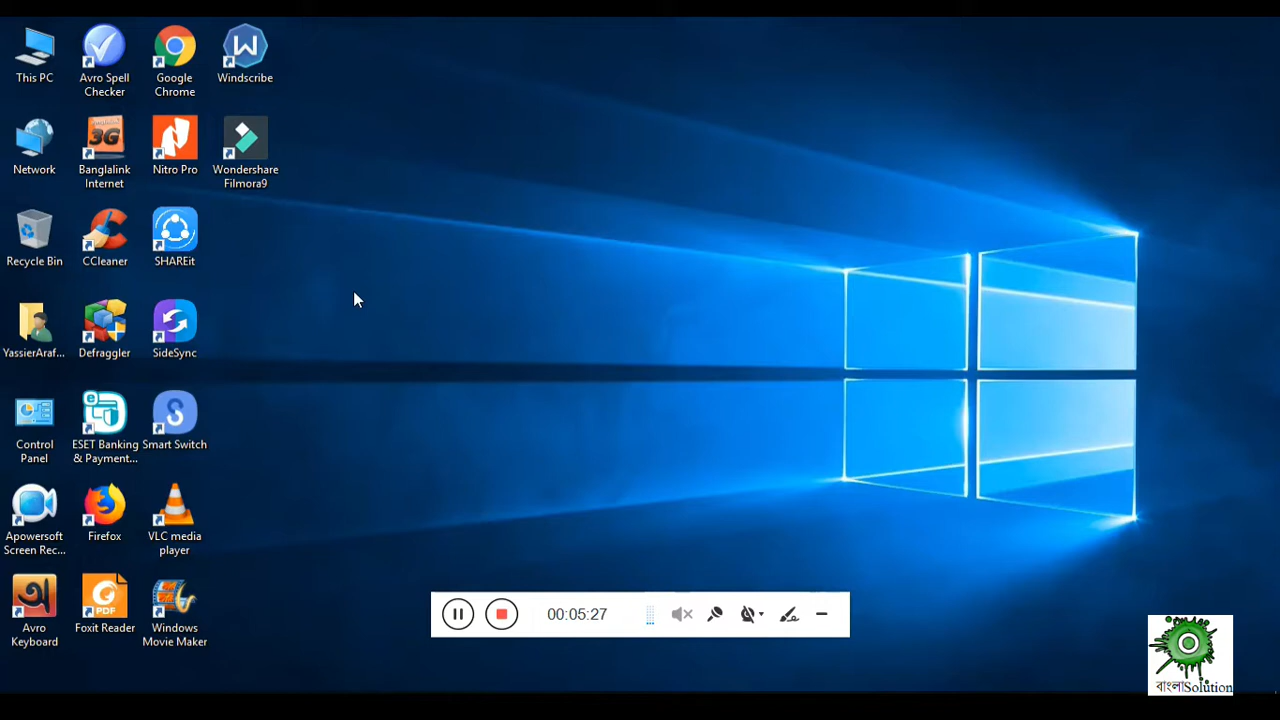 This PC
Avro Spell
Checker
Google
Chrome
Windscribe
Network
3G
Banglalink
Internet
Nitro Pro
Wondershare
Filmora9
Recycle Bin
CCleaner
SHAREit
YassierAraf...
Defraggler
SideSync
Control
Panel
ESET Banking
& Payment...
Smart Switch
Apowersoft
Screen Rec...
Firefox
VLC media
player
অ
Avro
Keyboard
PDF
Foxit Reader
Windows
Movie Maker
00:05:27
বাংলাSolution